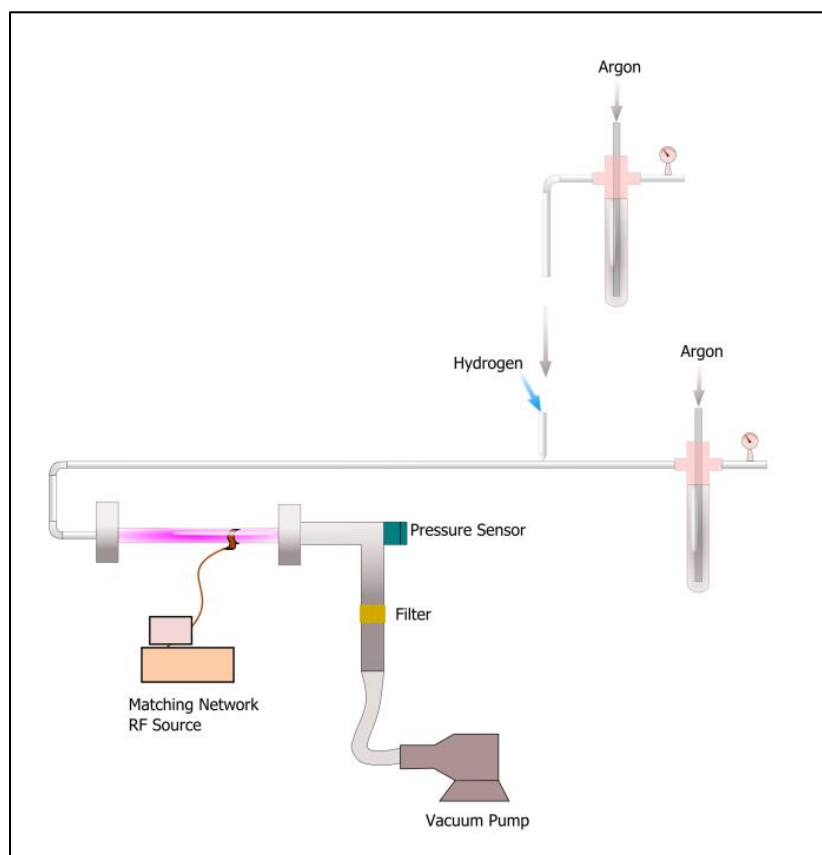 Argon
Hydrogen
Argon
Pressure Sensor
Filter
Matching Network
RF Source
Vacuum Pump